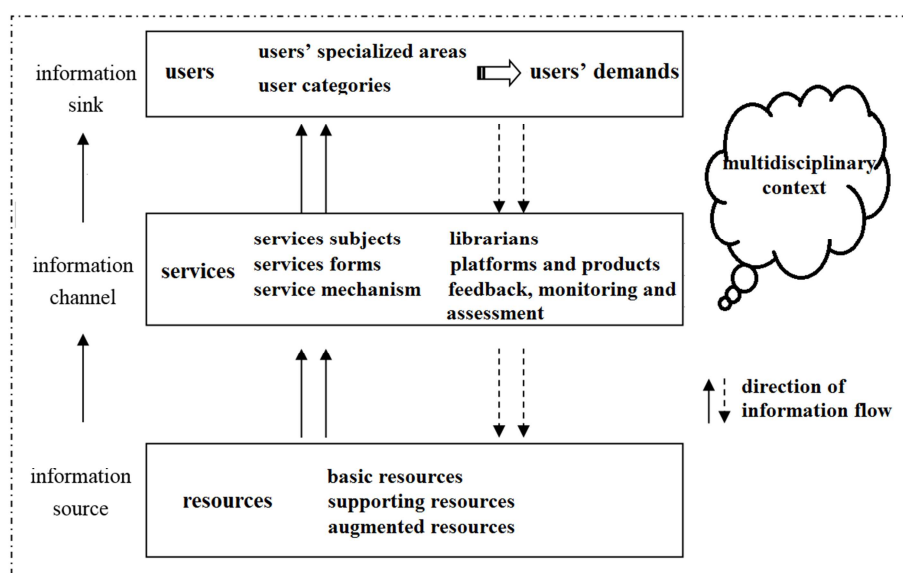 information
sink
users
users' specialized areas
user categories
users' demands
multidisciplinary
context
information
channel
services
services subjects
services forms
service mechanism
librarians
platforms and products
feedback, monitoring and
assessment
direction of
information flow
information
source
resources
basic resources
supporting resources
augmented resources